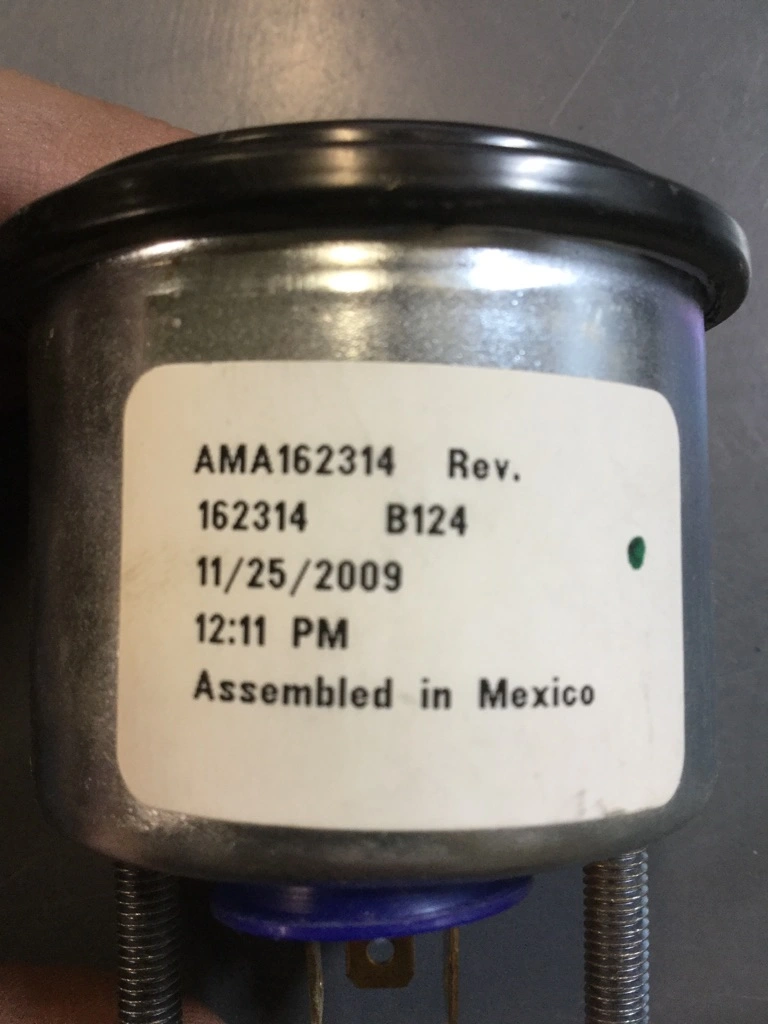 AMA162314 Rev.
162314 B124
11/25/2009
12:11 PM
Assembled in Mexico